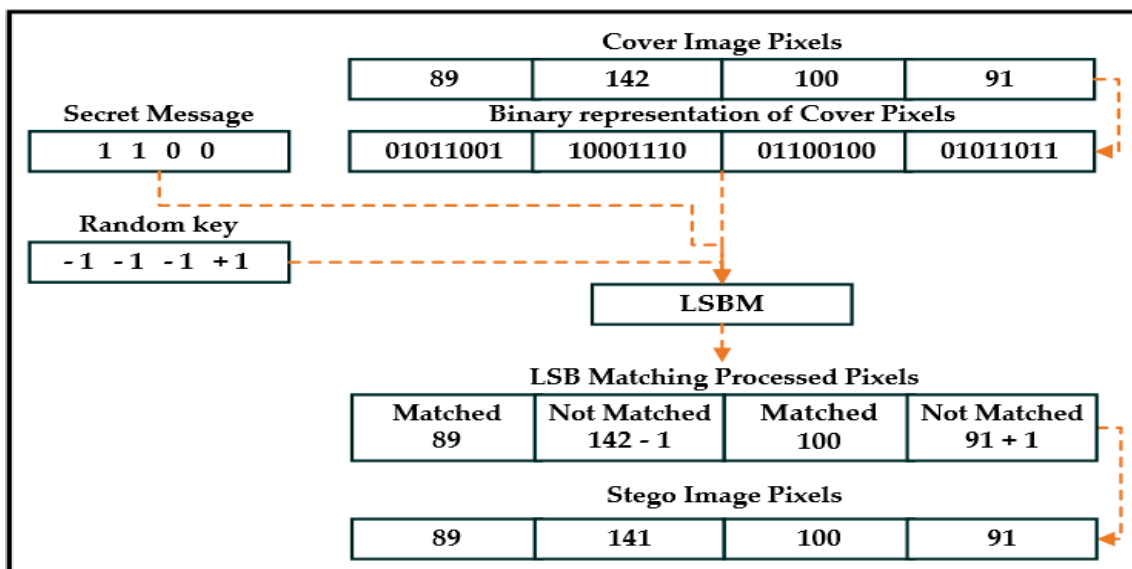 Cover Image Pixels
89 142 100 91
Secret Message
Binary representation of Cover Pixels
1 1 0 0
01011001 10001110 01100100 01011011
Random key
-1 -1 -1 +1
LSBM
LSB Matching Processed Pixels
Matched Not Matched Matched Not Matched
89 142 - 1 100 91 + 1
Stego Image Pixels
89 141 100 91